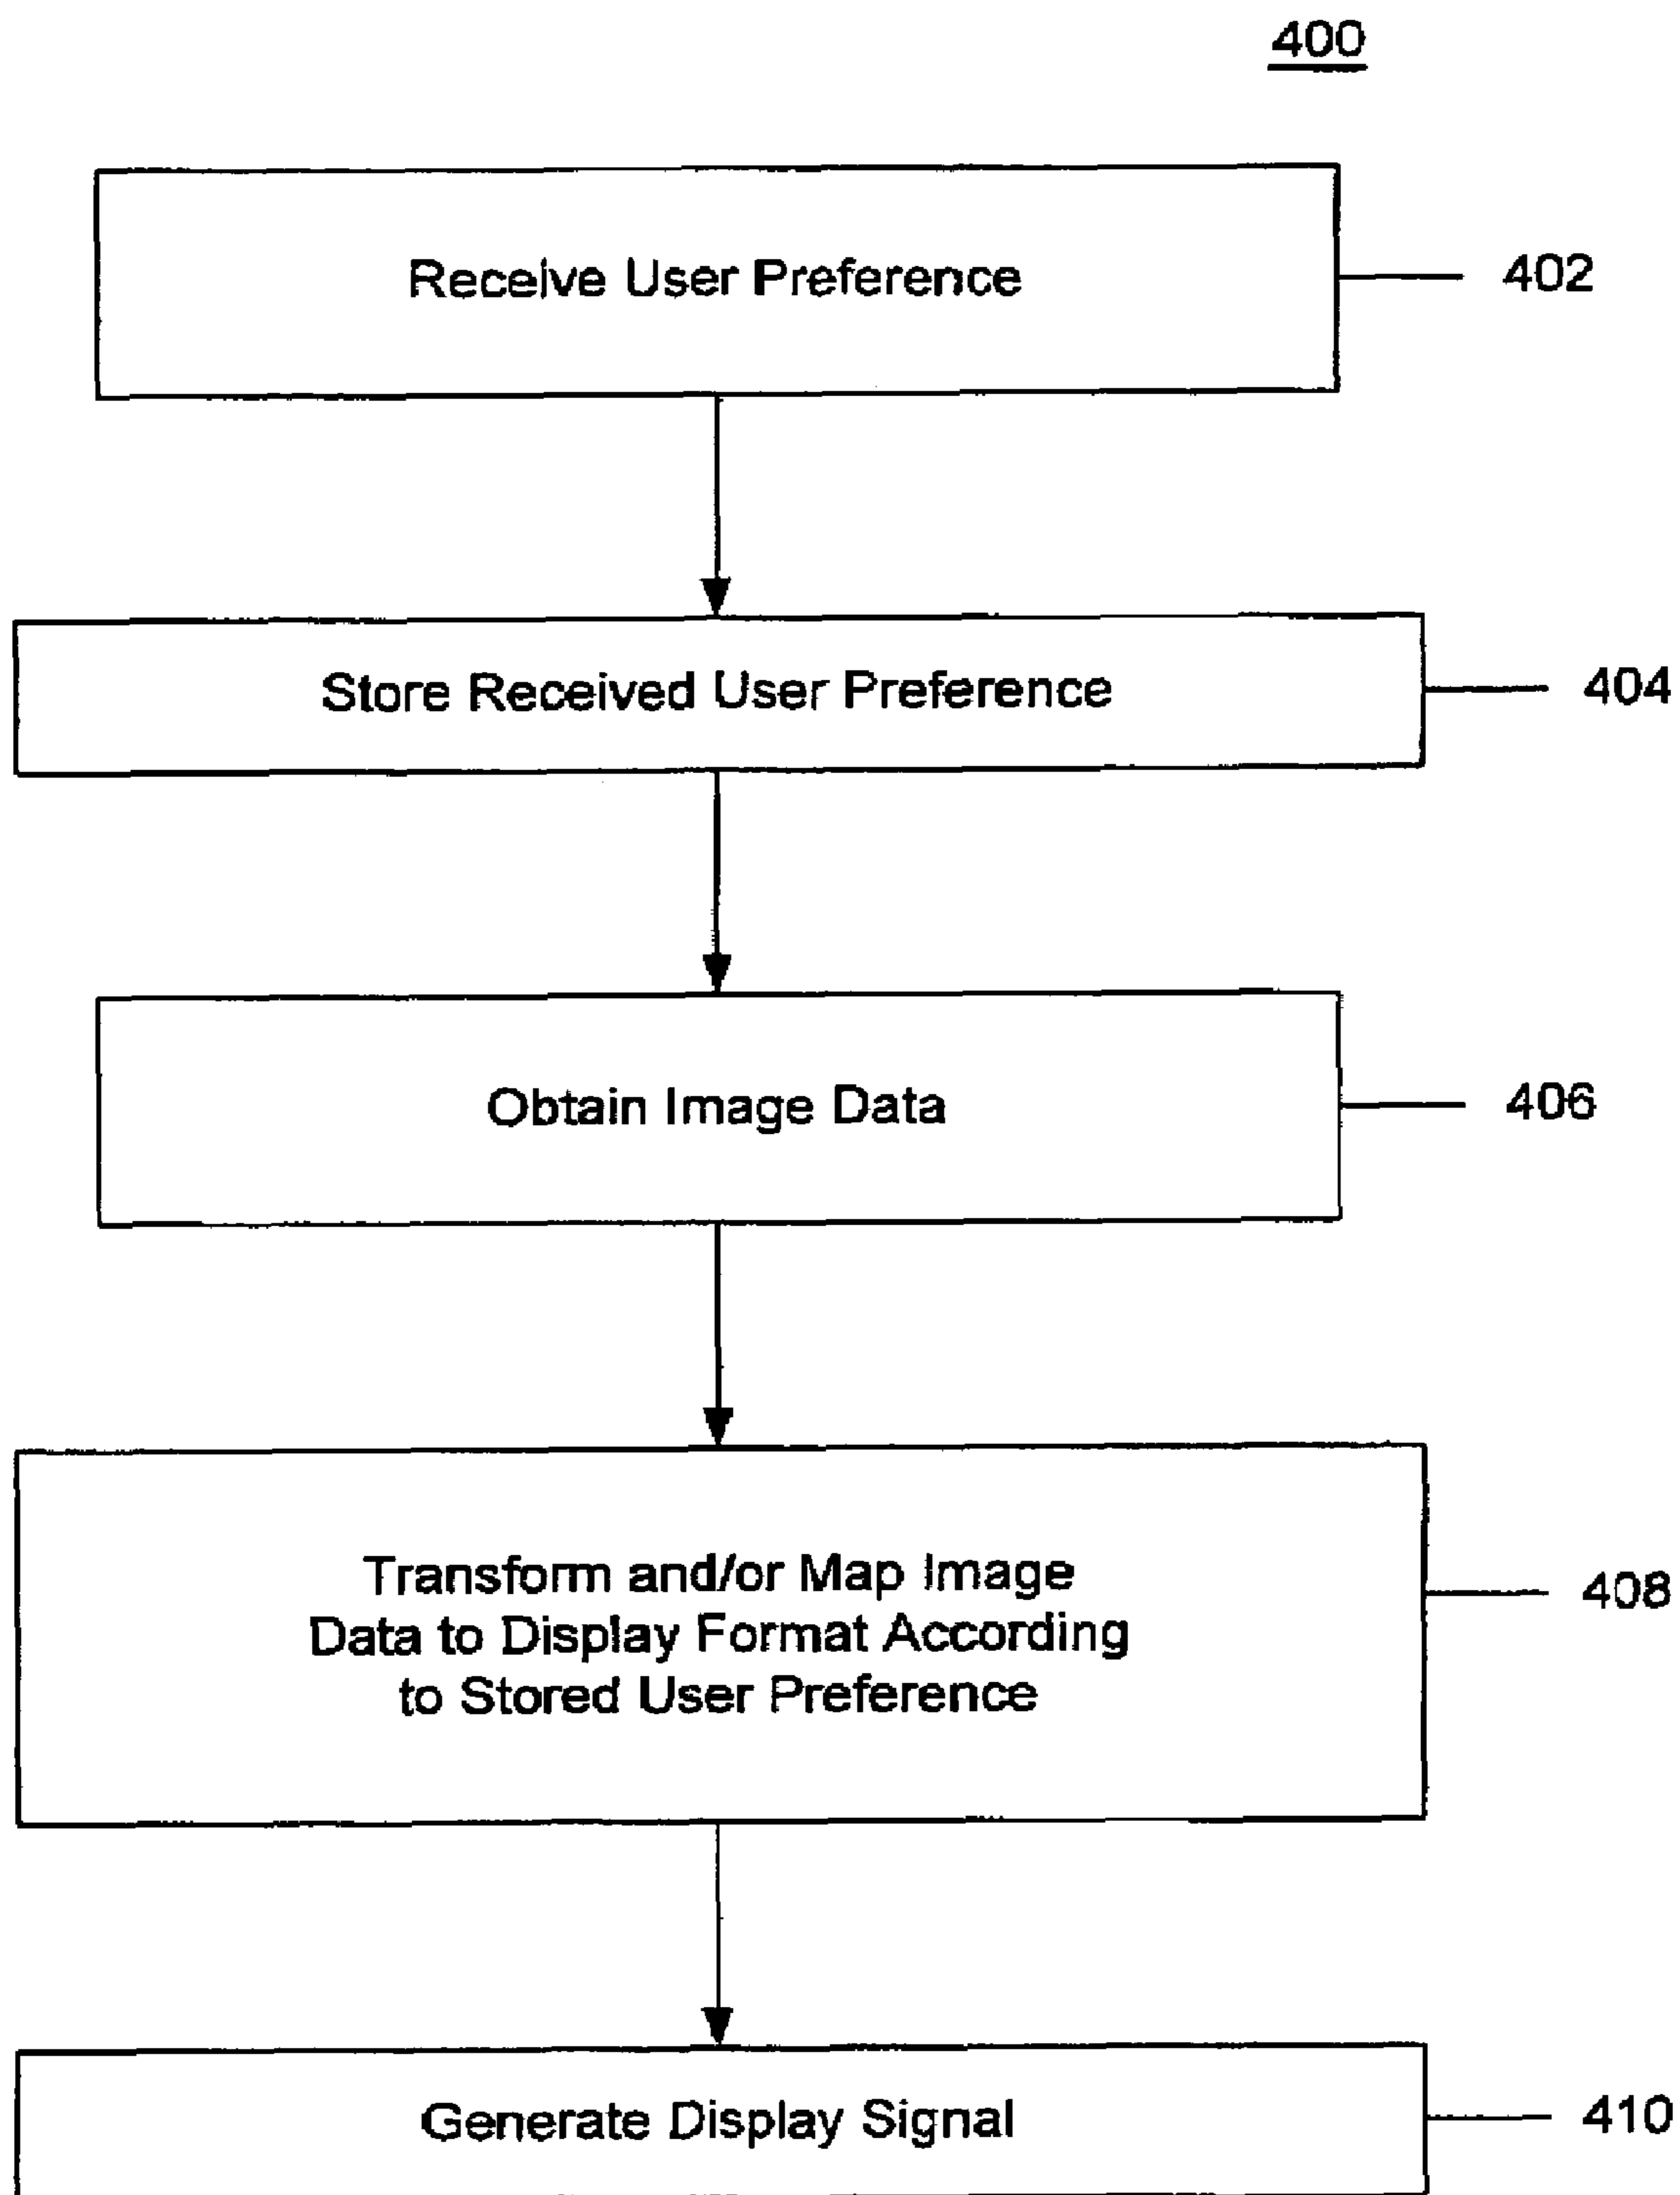 400
Receive User Preference
402
Store Received User Preference
404
Obtain Image Data
406
Transform and/or Map Image
Data to Display Format According
to Stored User Preference
408
Generate Display Signal
410